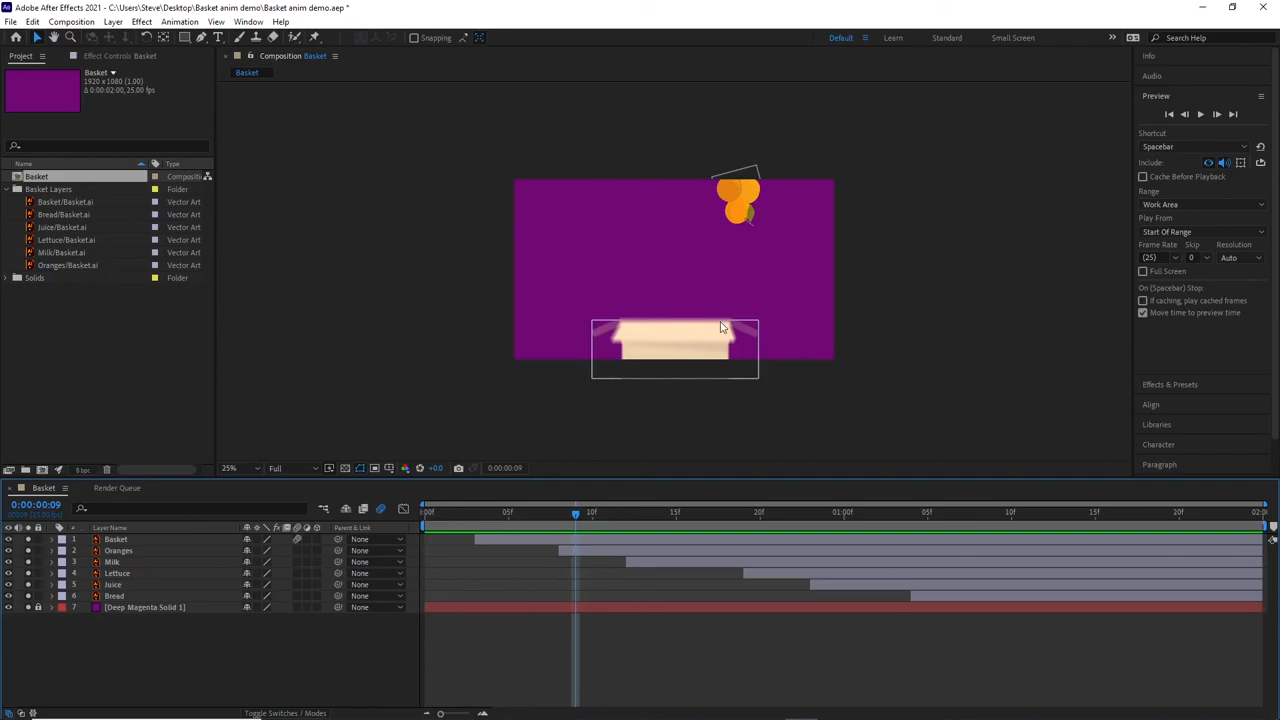 Adobe After Effects 2021 - C:\Users\Steve\Desktop\Basket anim demo\Basket anim demo.aep *
File Edit Composition Layer Effect Animation View Window Help
Snapping
Default Learn Standard Small Screen Search Help
Project Effect Controls Basket
Composition Basket
Info
Basket
1920 x 1080 (1.00)
Δ 0:00:02:00, 25.00 fps
Basket
Audio
Preview
Shortcut
Spacebar
Include:
Cache Before Playback
Range
Work Area
Play From
Start Of Range
Frame Rate Skip Resolution
(25) 0 Auto
Full Screen
On (Spacebar) Stop:
If caching, play cached frames
Move time to preview time
Effects & Presets
Align
Libraries
Character
Paragraph
Name Type
Basket Compositi
Basket Layers Folder
Basket/Basket.ai Vector Art
Bread/Basket.ai Vector Art
Juice/Basket.ai Vector Art
Lettuce/Basket.ai Vector Art
Milk/Basket.ai Vector Art
Oranges/Basket.ai Vector Art
Solids Folder
8 bpc
25% Full +0.0 0:00:00:09
Basket Render Queue
0:00:00:09
:00f 05f 10f 15f 20f 01:00f 05f 10f 15f 20f 02:0
# Layer Name fx Parent & Link
1 Basket None
2 Oranges None
3 Milk None
4 Lettuce None
5 Juice None
6 Bread None
7 [Deep Magenta Solid 1] None
Toggle Switches / Modes